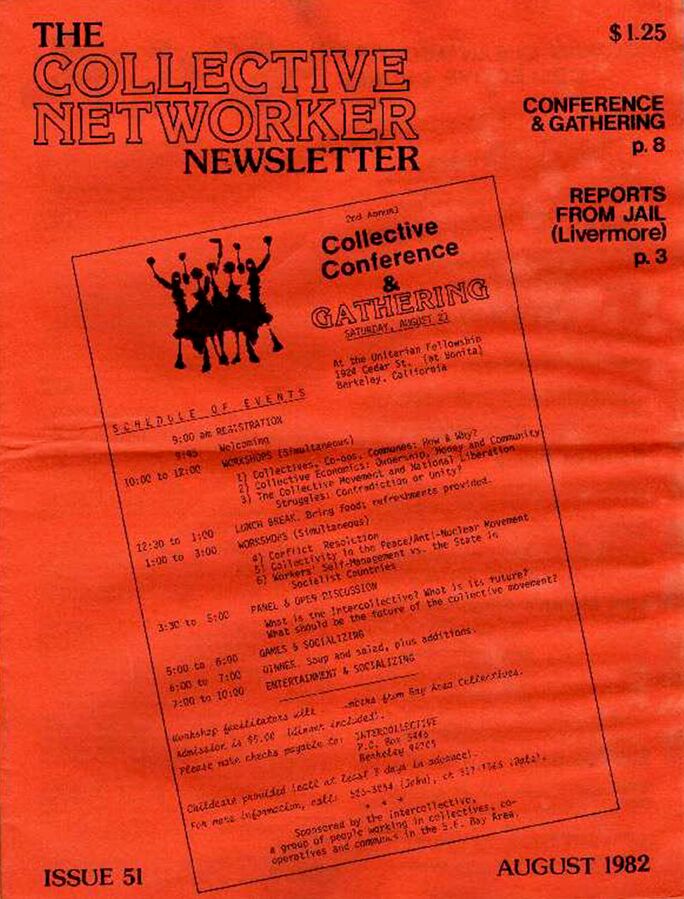 THE
COLLECTIVE
NETWORKER
NEWSLETTER
$1.25
CONFERENCE
& GATHERING
p. 8
REPORTS
FROM JAIL
(Livermore)
p. 3
2nd Annual
Collective
Conference
&
GATHERING
SATURDAY, AUGUST 21
At the Unitarian Fellowship
1924 Cedar St. (at Bonita)
Berkeley, California
SCHEDULE OF EVENTS
9:00 am REGISTRATION
9:45 Welcoming
10:00 to 12:00 WORKSHOPS (Simultaneous)
1) Collectives, Co-ops, Communes: How & Why?
2) Collective Economics: Ownership, Money and Community
3) The Collective Movement and National Liberation
Struggles: Contradiction or Unity?
12:30 to 1:00 LUNCH BREAK. Bring food; refreshments provided.
1:00 to 3:00 WORKSHOPS (Simultaneous)
4) Conflict Resolution
5) Collectivity in the Peace/Anti-Nuclear Movement
6) Workers' Self-Management vs. the State in
Socialist Countries
3:30 to 5:00 PANEL & OPEN DISCUSSION
What is the Intercollective? What is its future?
What should be the future of the collective movement?
5:00 to 6:00 GAMES & SOCIALIZING
6:00 to 7:00 DINNER. Soup and salad, plus additions.
7:00 to 10:00 ENTERTAINMENT & SOCIALIZING
Workshop facilitators will from Bay Area Collectives.
Admission is $5.00 (dinner included).
Please make checks payable to: INTERCOLLECTIVE
P.O. Box 5446
Berkeley 94705
Childcare provided (call at least 3 days in advance).
For more information, call: (John), or
* * *
Sponsored by the intercollective,
a group of people working in collectives, co-
operatives and communes in the S.F. Bay Area.
ISSUE 51
AUGUST 1982